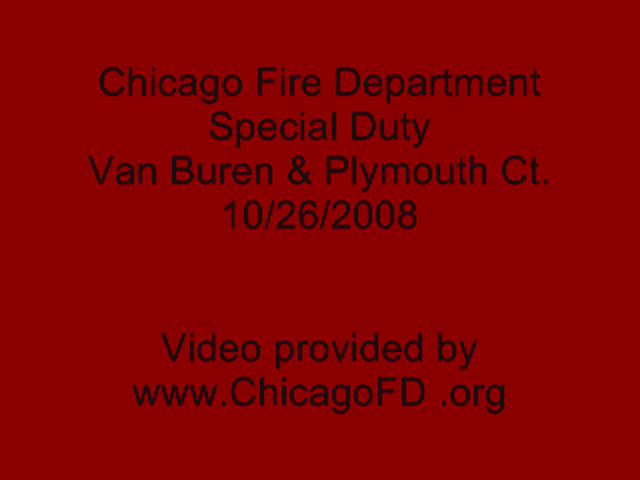 Chicago Fire Department
Special Duty
Van Buren & Plymouth Ct.
10/26/2008
Video provided by
www.ChicagoFD .org